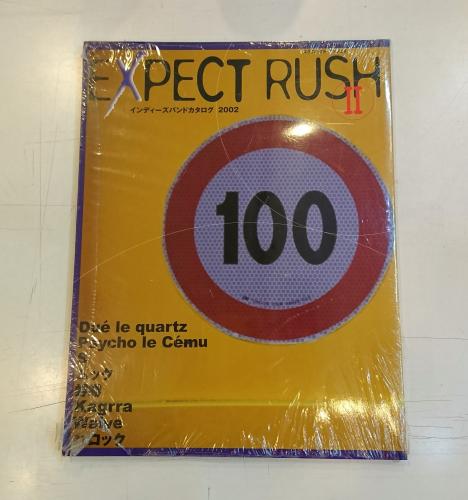 EXPECT RUSH
II
インディーズバンドカタログ 2002
100
Dué le quartz
Psycho le Cému
Kagrra
Waive